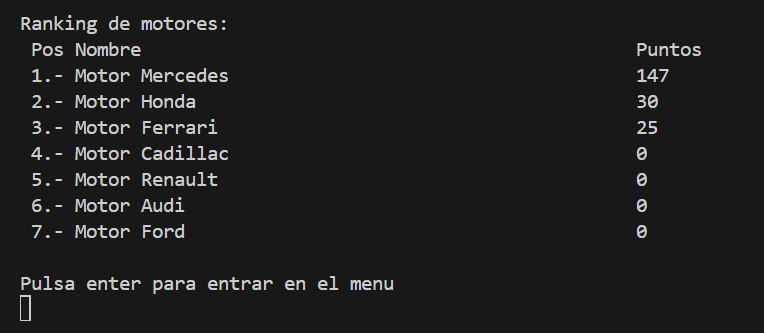 Ranking de motores:
Pos Nombre Puntos
1.- Motor Mercedes 147
2.- Motor Honda 30
3.- Motor Ferrari 25
4.- Motor Cadillac 0
5.- Motor Renault 0
6.- Motor Audi 0
7.- Motor Ford 0
Pulsa enter para entrar en el menu